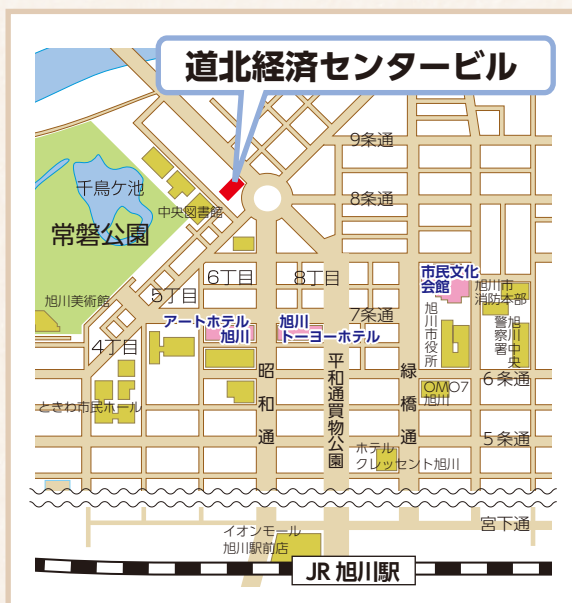 道北経済センタービル
9条通
千鳥ケ池
8条通
中央図書館
常磐公園
市民文化
会館
6丁目
8丁目
旭川市
消防本部
5丁目
旭川美術館
7条通
アートホテル
旭川
旭川
トーヨーホテル
旭川市役所
旭川中央
警察署
4丁目
昭和通
平和通買物公園
緑橋通
6条通
OMO7
旭川
ときわ市民ホール
5条通
ホテル
クレッセント旭川
宮下通
イオンモール
旭川駅前店
JR 旭川駅